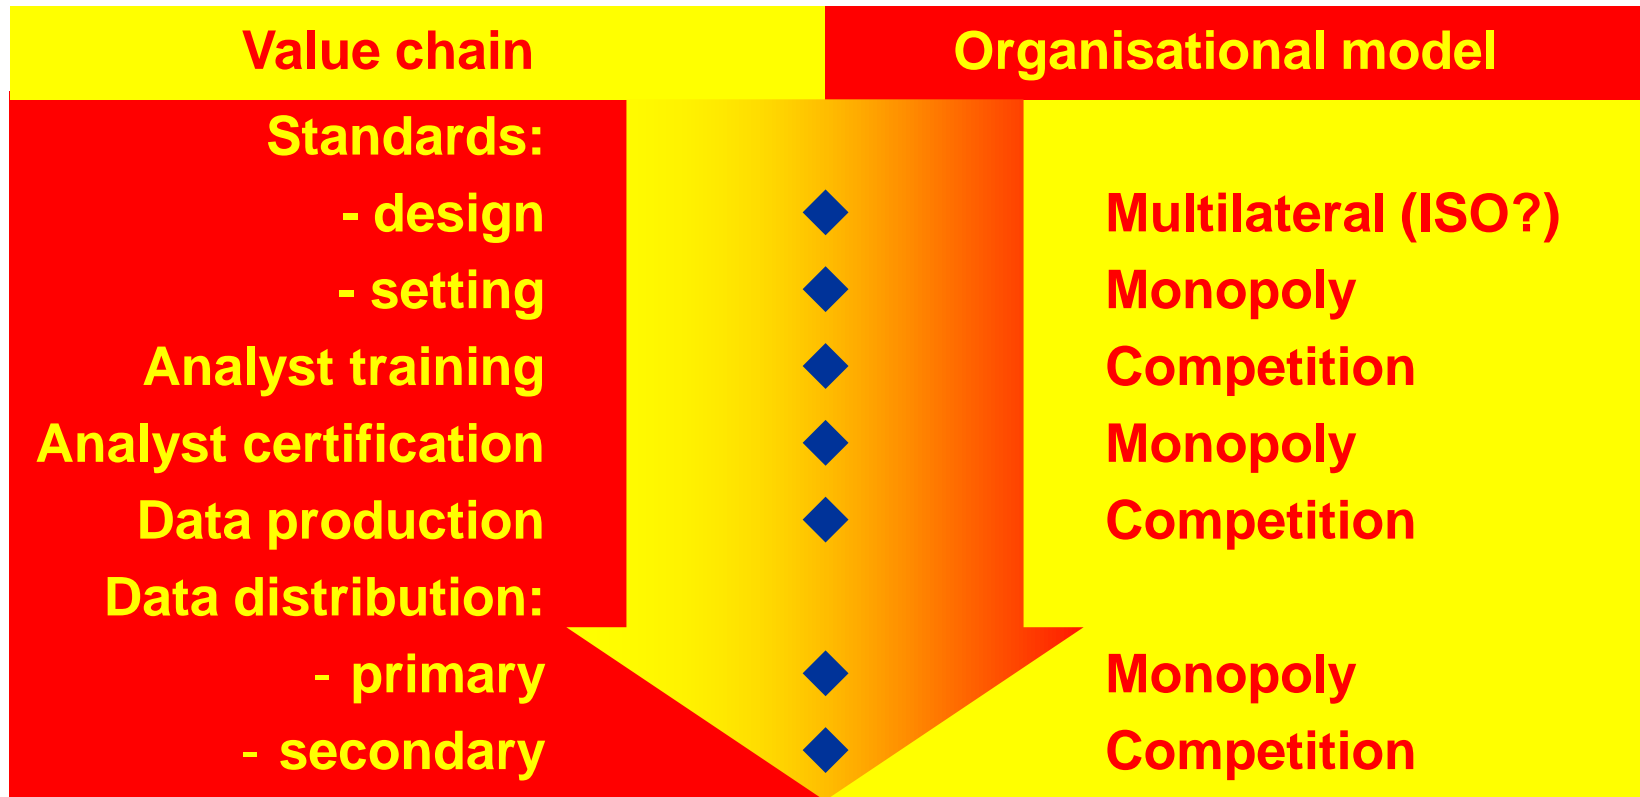 Value chain Organisational model
Standards:
- design Multilateral (ISO?)
- setting Monopoly
Analyst training Competition
Analyst certification Monopoly
Data production Competition
Data distribution:
- primary Monopoly
- secondary Competition